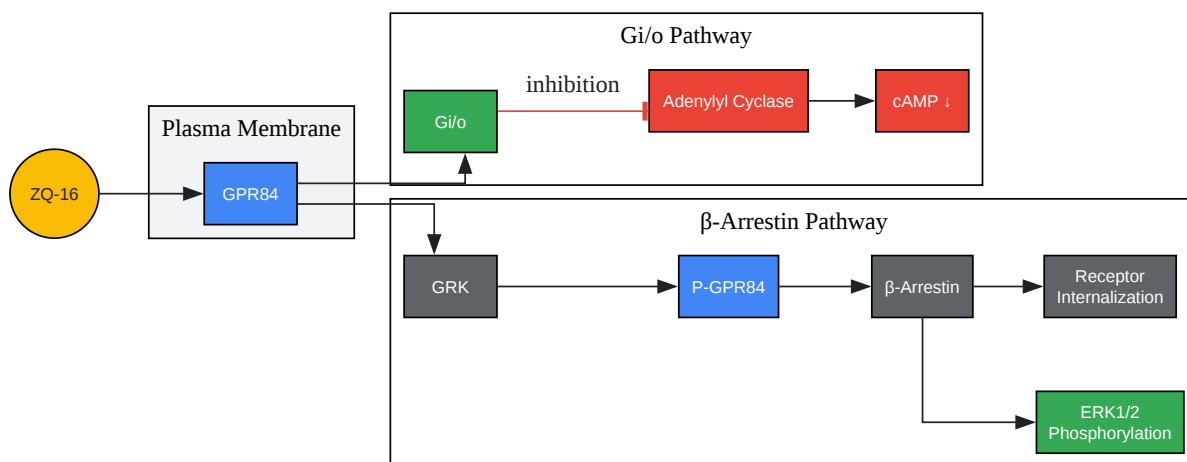 Gi/o Pathway
inhibition
Adenylyl Cyclase
cAMP ↓
Gi/o
Plasma Membrane
ZQ-16
GPR84
β-Arrestin Pathway
GRK
P-GPR84
β-Arrestin
Receptor
Internalization
ERK1/2
Phosphorylation